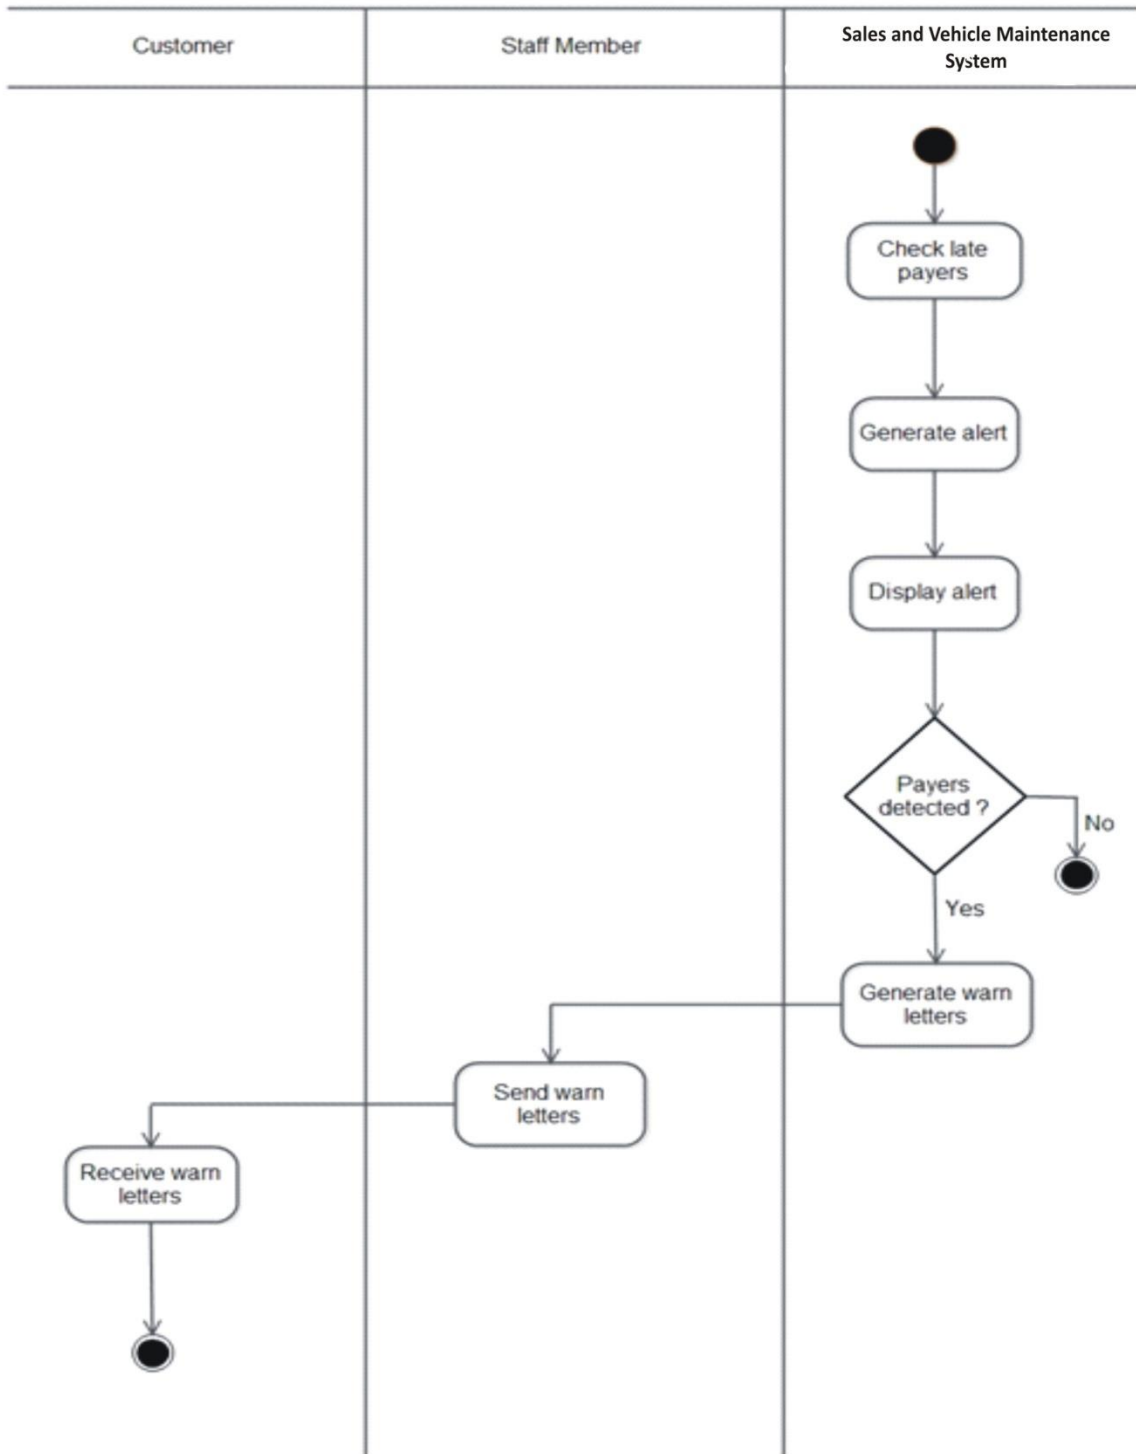 Customer
Staff Member
Sales and Vehicle Maintenance
System
Check late
payers
Generate alert
Display alert
Payers
detected ?
No
Yes
Generate warn
letters
Send warn
letters
Receive warn
letters